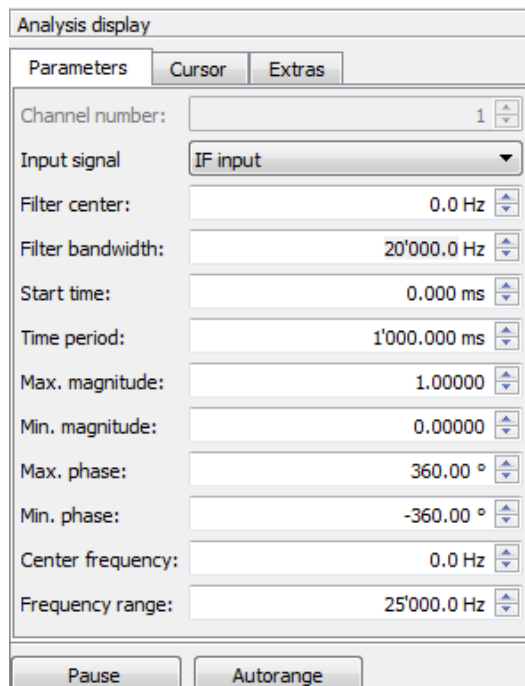 Analysis display
Parameters Cursor Extras
Channel number: 1
Input signal IF input
Filter center: 0.0 Hz
Filter bandwidth: 20'000.0 Hz
Start time: 0.000 ms
Time period: 1'000.000 ms
Max. magnitude: 1.00000
Min. magnitude: 0.00000
Max. phase: 360.00 °
Min. phase: -360.00 °
Center frequency: 0.0 Hz
Frequency range: 25'000.0 Hz
Pause Autorange